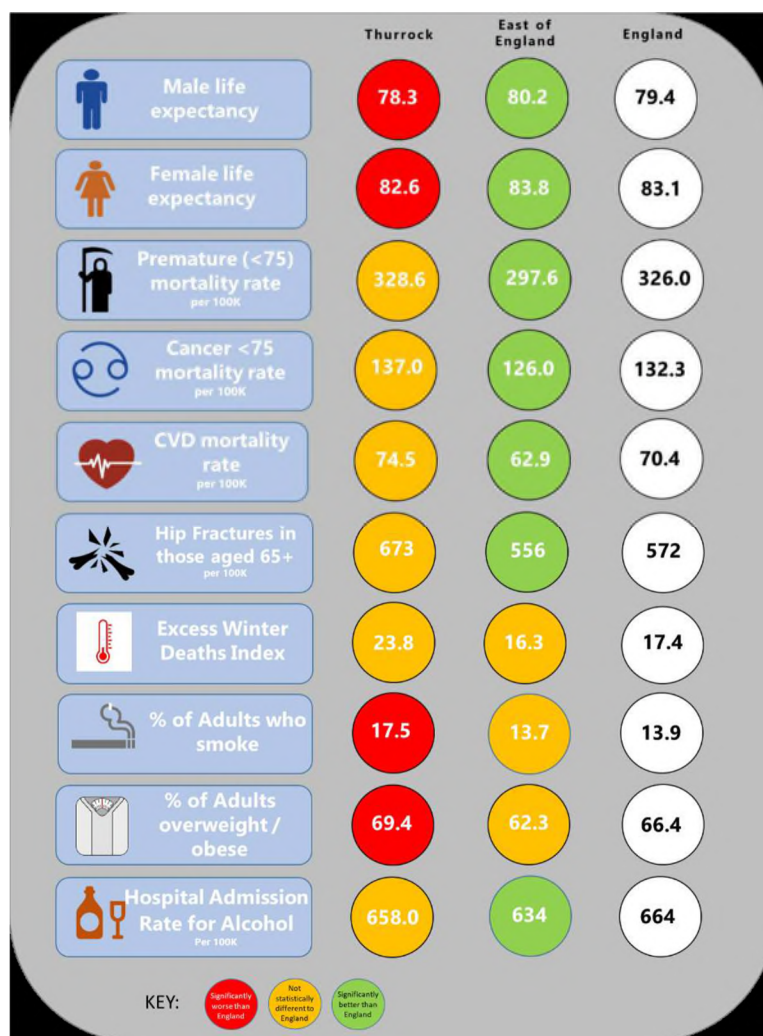 Thurrock
East of
England
England
Male life
expectancy
78.3
80.2
79.4
Female life
expectancy
82.6
83.8
83.1
Premature (<75)
mortality rate
per 100K
328.6
297.6
326.0
Cancer <75
mortality rate
per 100K
137.0
126.0
132.3
CVD mortality
rate
per 100K
74.5
62.9
70.4
Hip Fractures in
those aged 65+
per 100K
673
556
572
Excess Winter
Deaths Index
23.8
16.3
17.4
% of Adults who
smoke
17.5
13.7
13.9
% of Adults
overweight /
obese
69.4
62.3
66.4
Hospital Admission
Rate for Alcohol
Per 100K
658.0
634
664
KEY:
Significantly
worse than
England
Not
statistically
different to
England
Significantly
better than
England